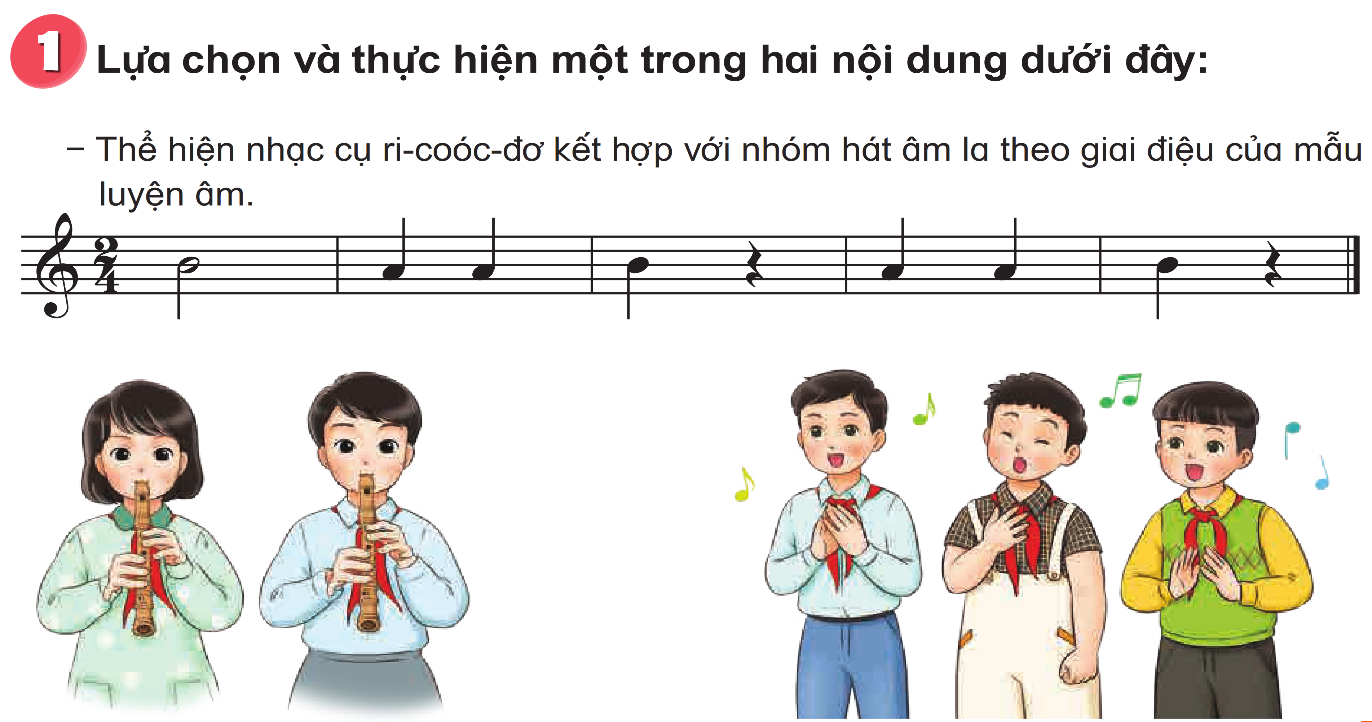 1 Lựa chọn và thực hiện một trong hai nội dung dưới đây:
– Thể hiện nhạc cụ ri-coóc-đơ kết hợp với nhóm hát âm la theo giai điệu của mẫu
luyện âm.
2
4